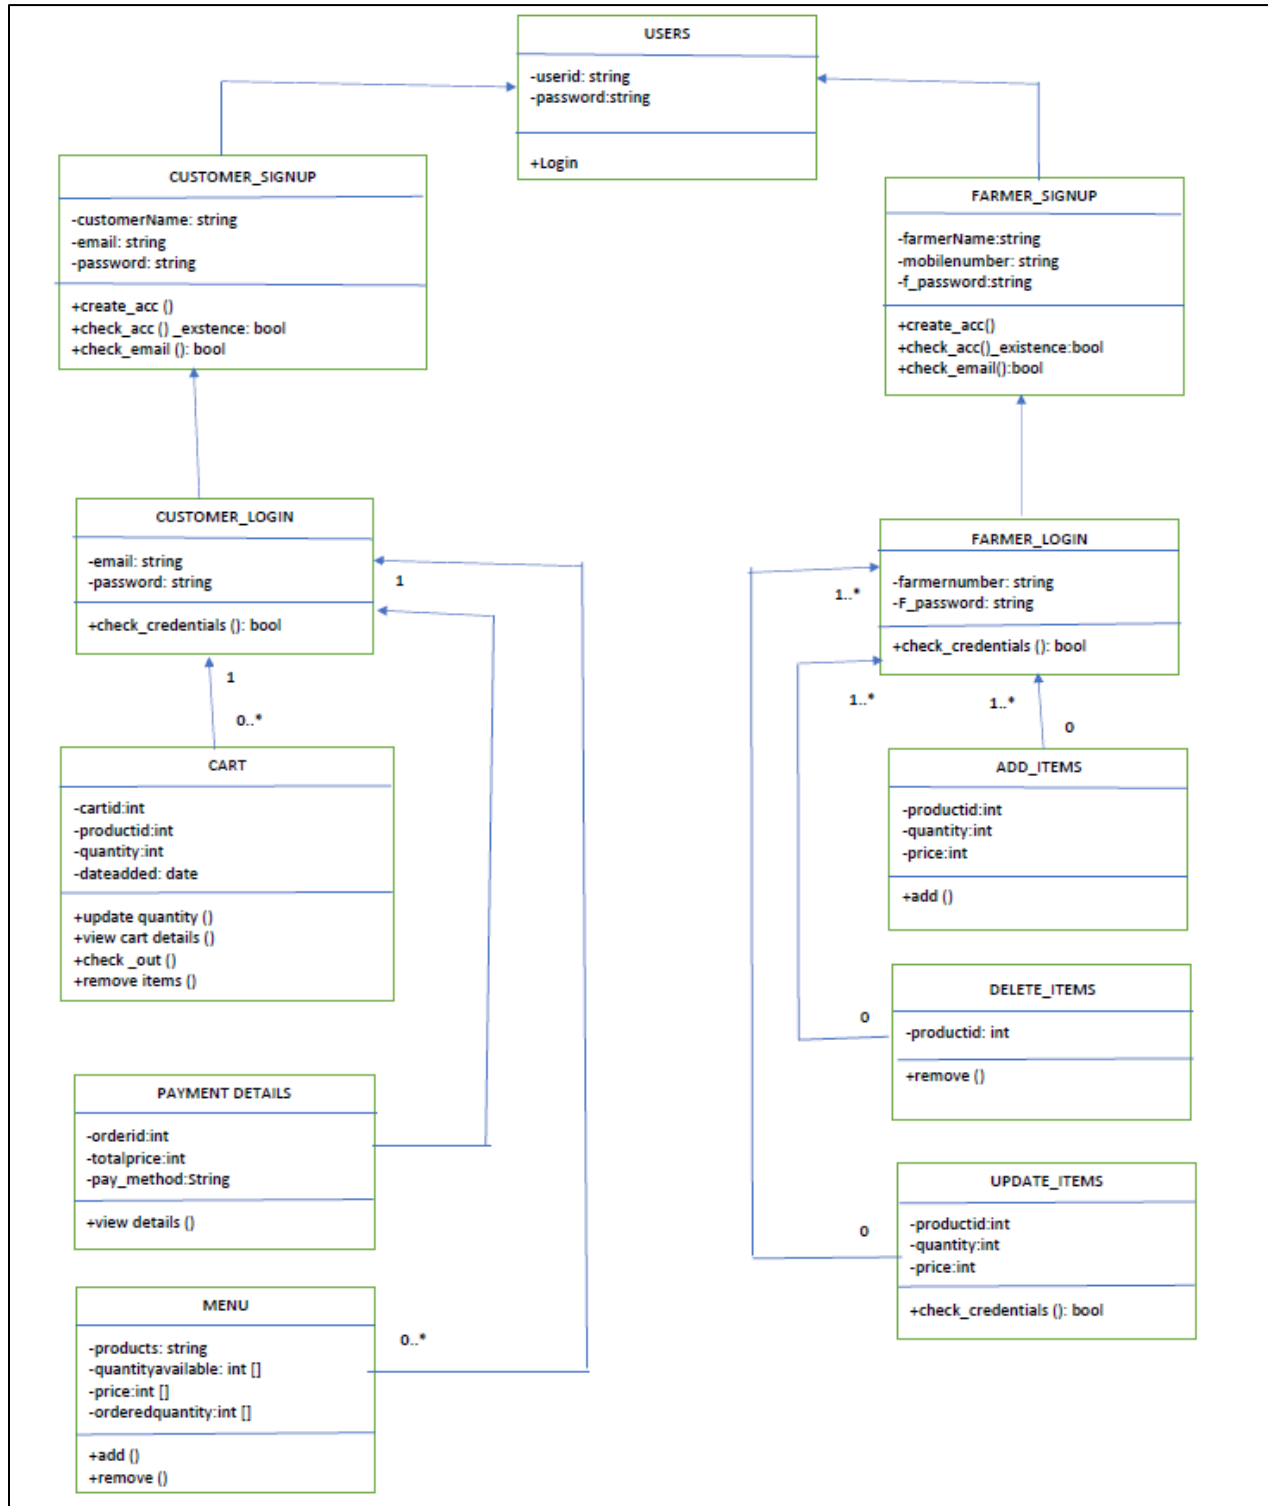 USERS
-userid: string
-password:string
+Login
CUSTOMER_SIGNUP
-customerName: string
-email: string
-password: string
+create_acc ()
+check_acc () _exstence: bool
+check_email (): bool
FARMER_SIGNUP
-farmerName:string
-mobilenumber: string
-f_password:string
+create_acc()
+check_acc()_existence:bool
+check_email():bool
CUSTOMER_LOGIN
-email: string
-password: string
+check_credentials (): bool
1
1
0..*
FARMER_LOGIN
-farmernumber: string
-F_password: string
+check_credentials (): bool
1..*
1..*
1..*
0
CART
-cartid:int
-productid:int
-quantity:int
-dateadded: date
+update quantity ()
+view cart details ()
+check _out ()
+remove items ()
ADD_ITEMS
-productid:int
-quantity:int
-price:int
+add ()
DELETE_ITEMS
-productid: int
+remove ()
0
PAYMENT DETAILS
-orderid:int
-totalprice:int
-pay_method:String
+view details ()
UPDATE_ITEMS
-productid:int
-quantity:int
-price:int
+check_credentials (): bool
0
MENU
-products: string
-quantityavailable: int []
-price:int []
-orderedquantity:int []
+add ()
+remove ()
0..*